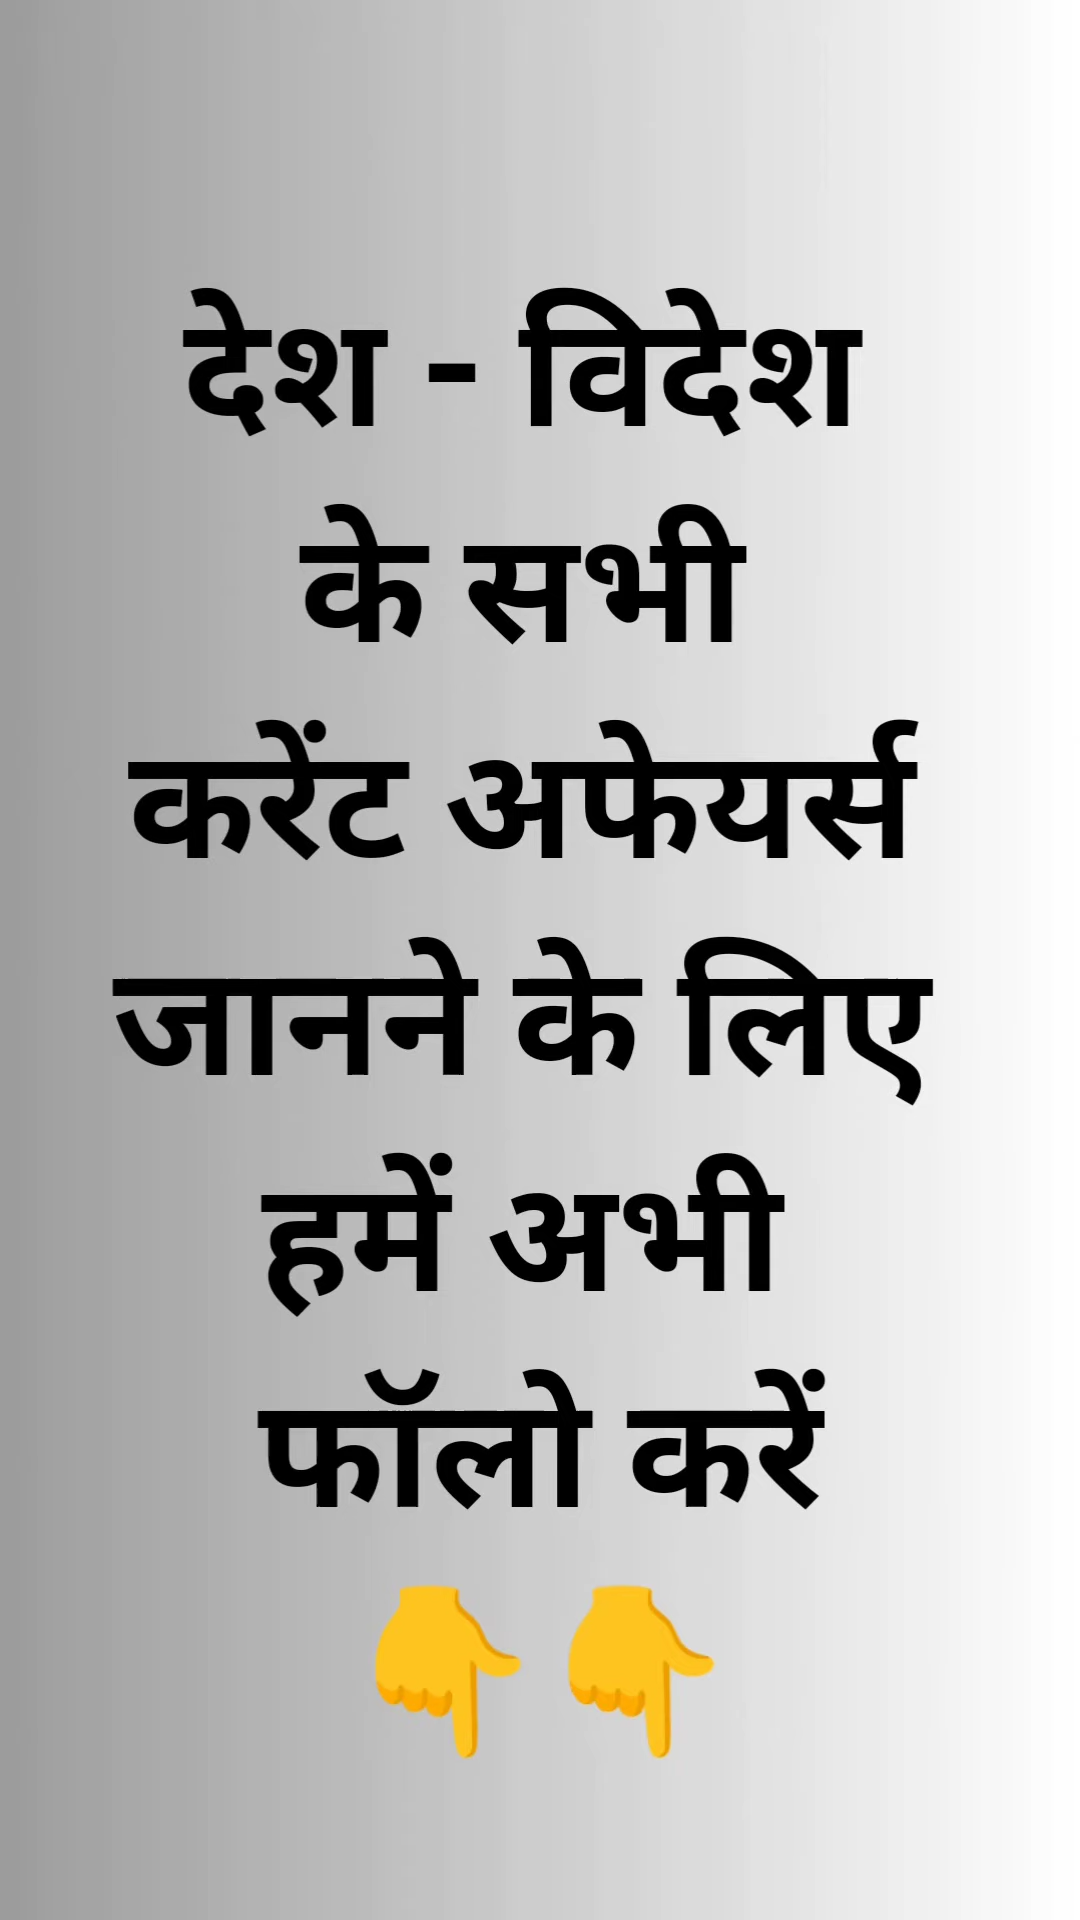 देश - विदेश
के सभी
करेंट अफेयर्स
जानने के लिए
हमें अभी
फॉलो करें
👇👇